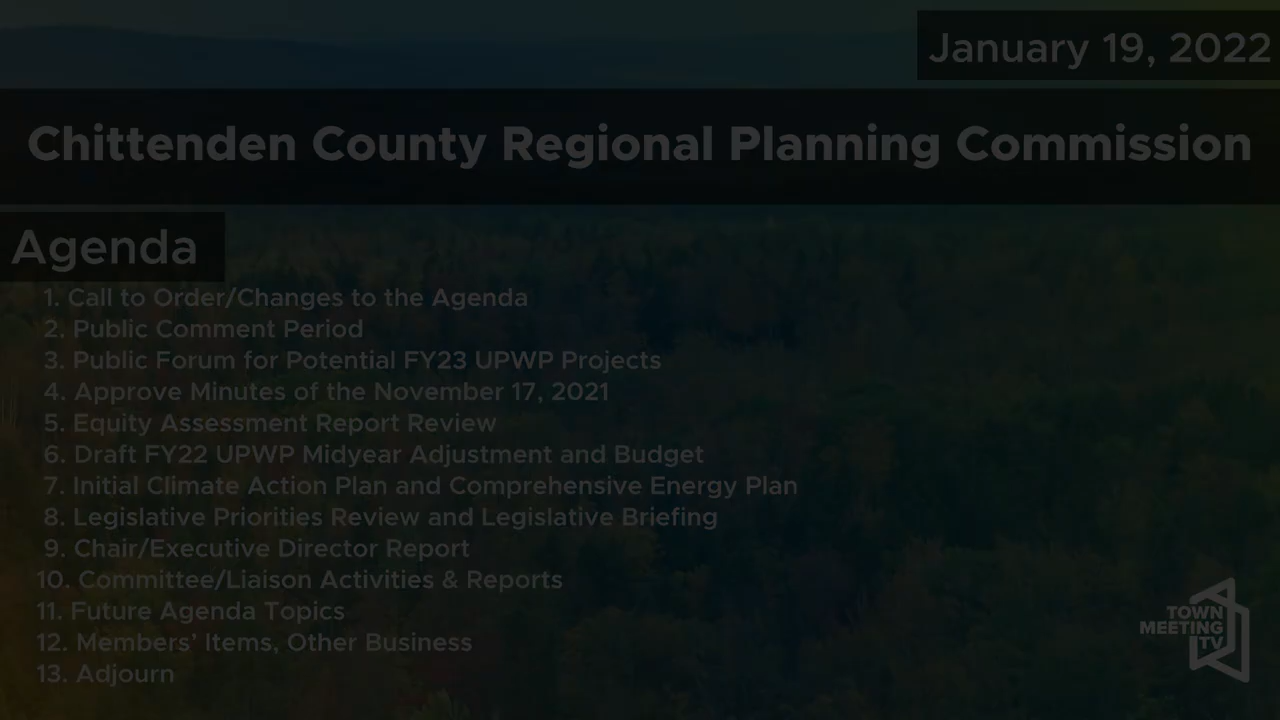 January 19, 2022
Chittenden County Regional Planning Commission
Agenda
1. Call to Order/Changes to the Agenda
2. Public Comment Period
3. Public Forum for Potential FY23 UPWP Projects
4. Approve Minutes of the November 17, 2021
5. Equity Assessment Report Review
6. Draft FY22 UPWP Midyear Adjustment and Budget
7. Initial Climate Action Plan and Comprehensive Energy Plan
8. Legislative Priorities Review and Legislative Briefing
9. Chair/Executive Director Report
10. Committee/Liaison Activities & Reports
11. Future Agenda Topics
12. Members' Items, Other Business
13. Adjourn
TOWN
MEETING
TV